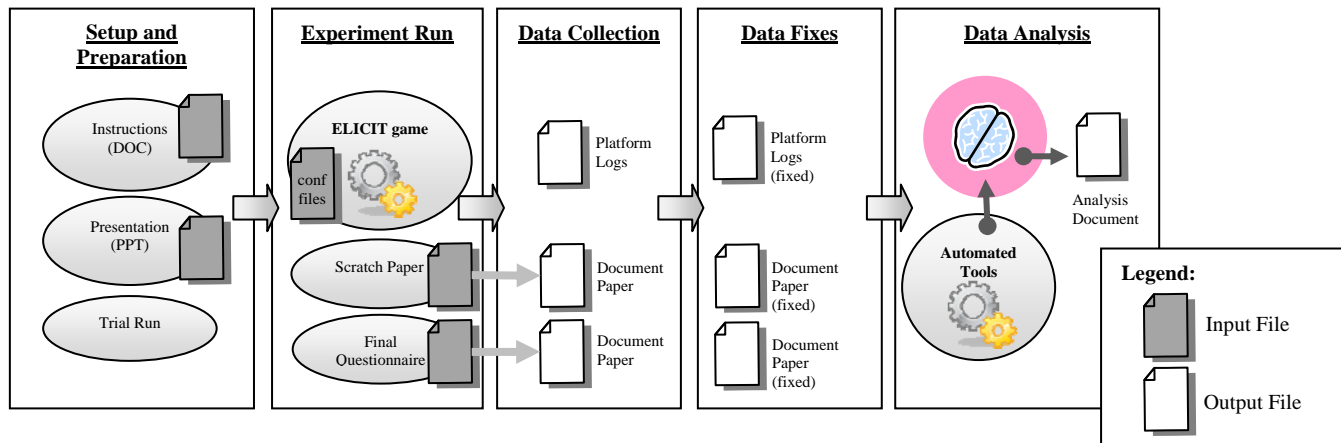 Setup and
Preparation
Instructions
(DOC)
Presentation
(PPT)
Trial Run
Experiment Run
ELICIT game
conf
files
Scratch Paper
Final
Questionnaire
Data Collection
Platform
Logs
Document
Paper
Document
Paper
Data Fixes
Platform
Logs
(fixed)
Document
Paper
(fixed)
Document
Paper
(fixed)
Data Analysis
Analysis
Document
Automated
Tools
Legend:
Input File
Output File